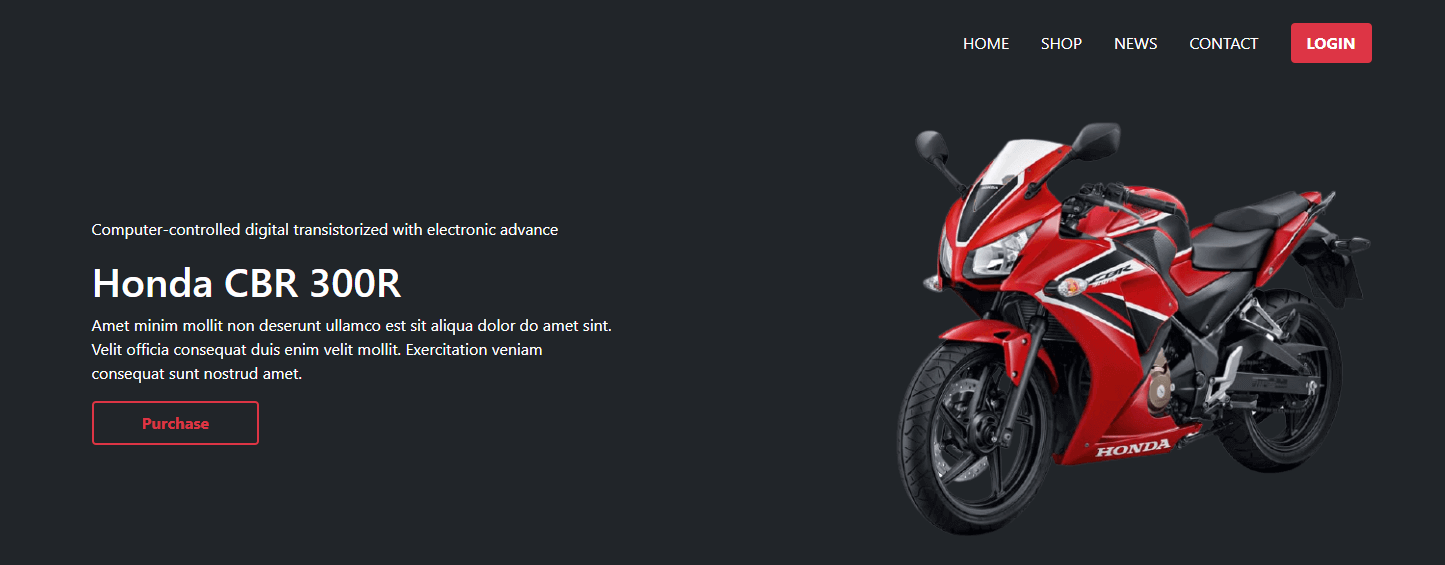 HOME SHOP NEWS CONTACT LOGIN
Computer-controlled digital transistorized with electronic advance
Honda CBR 300R
Amet minim mollit non deserunt ullamco est sit aliqua dolor do amet sint.
Velit officia consequat duis enim velit mollit. Exercitation veniam
consequat sunt nostrud amet.
Purchase
CBR
HONDA